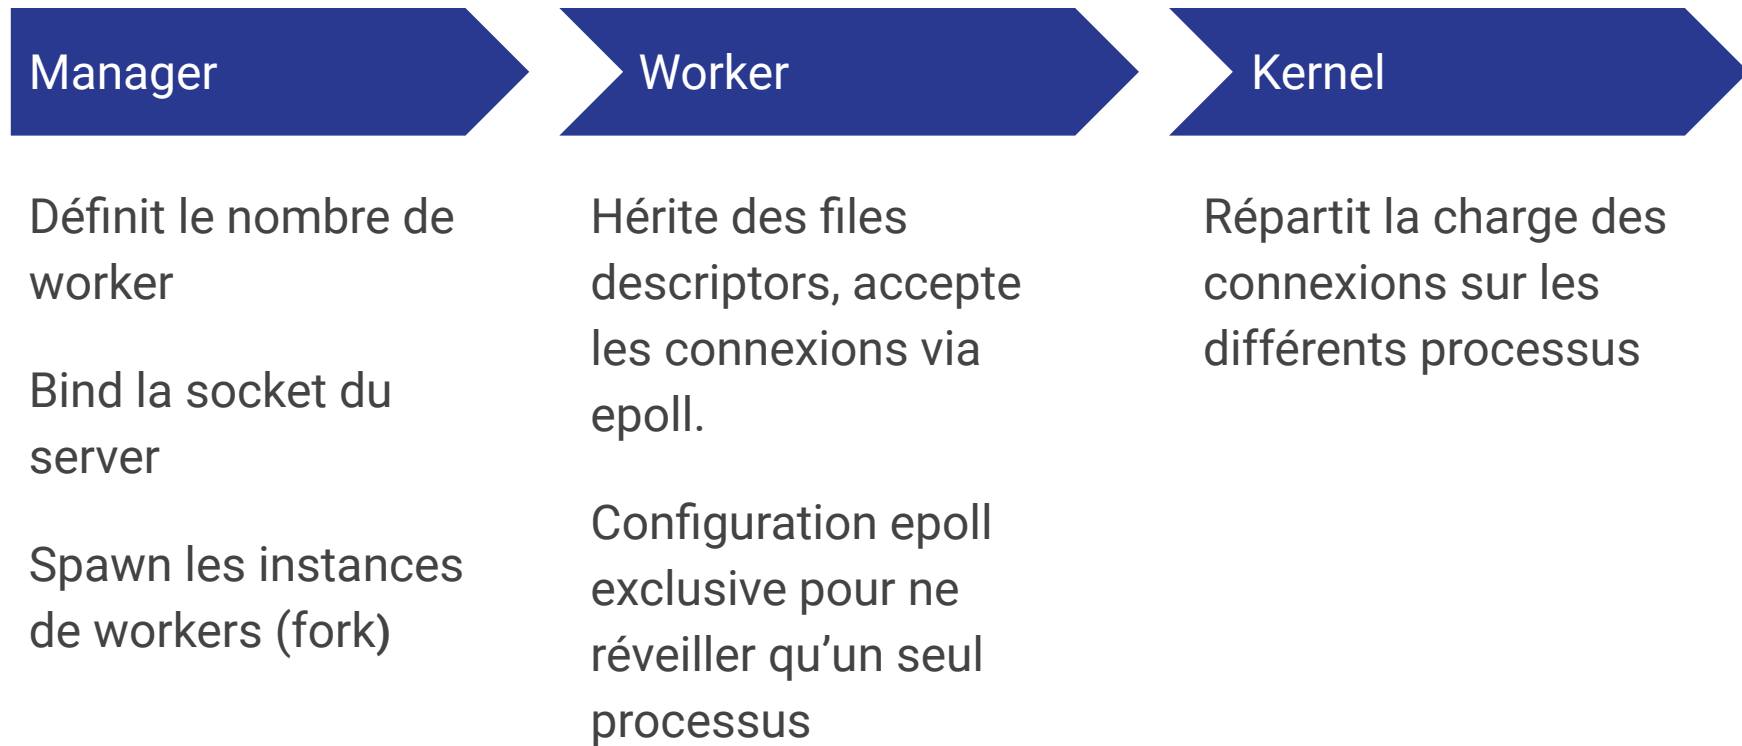 Manager
Définit le nombre de
worker
Bind la socket du
server
Spawn les instances
de workers (fork)
Worker
Hérite des files
descriptors, accepte
les connexions via
epoll.
Configuration epoll
exclusive pour ne
réveiller qu’un seul
processus
Kernel
Répartit la charge des
connexions sur les
différents processus